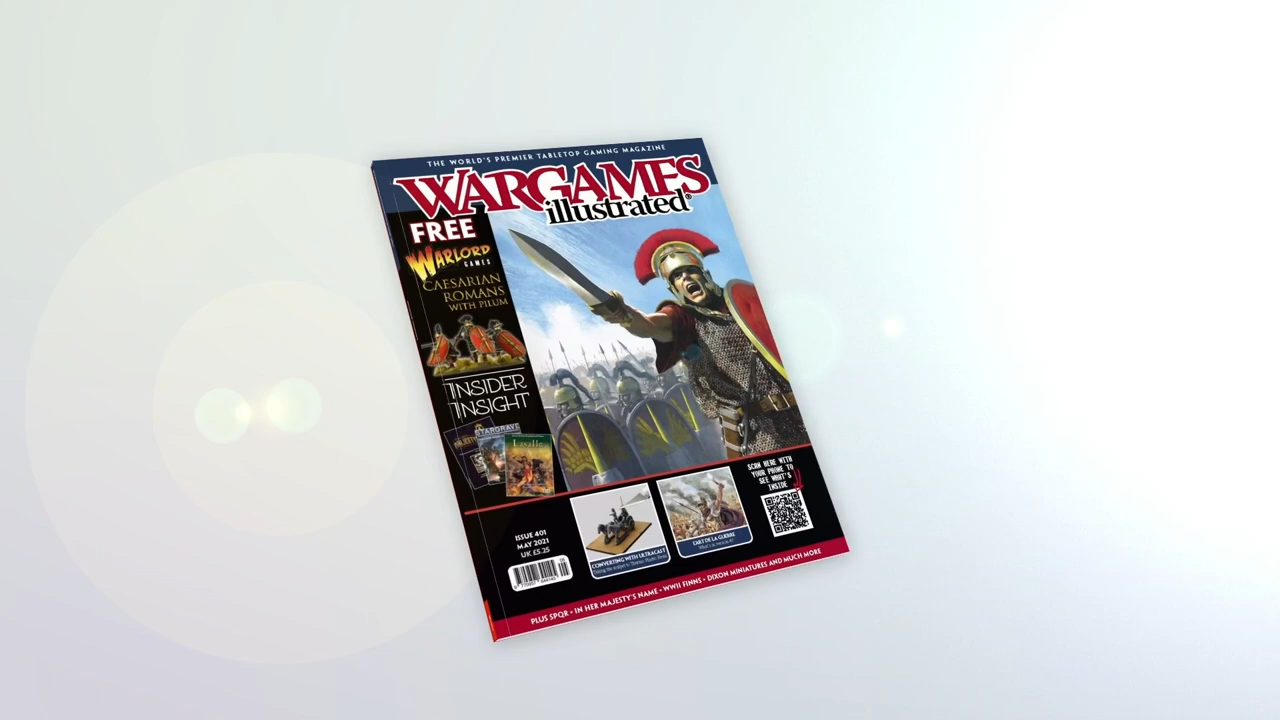 THE WORLD'S PREMIER TABLETOP GAMING MAGAZINE
WARGAMES
illustrated®
FREE
WARLORD
GAMES
CAESARIAN
ROMANS
WITH PILUM
INSIDER
INSIGHT
STARGRAVE
Lasalle
SCAN HERE WITH
YOUR PHONE TO
SEE WHAT'S
INSIDE
ISSUE 401
MAY 2021
UK £5.25
CONVERTING WITH ULTRACAST
L'ART DE LA GUERRE
PLUS SPQR • IN HER MAJESTY'S NAME • WWII FINNS • DIXON MINIATURES AND MUCH MORE